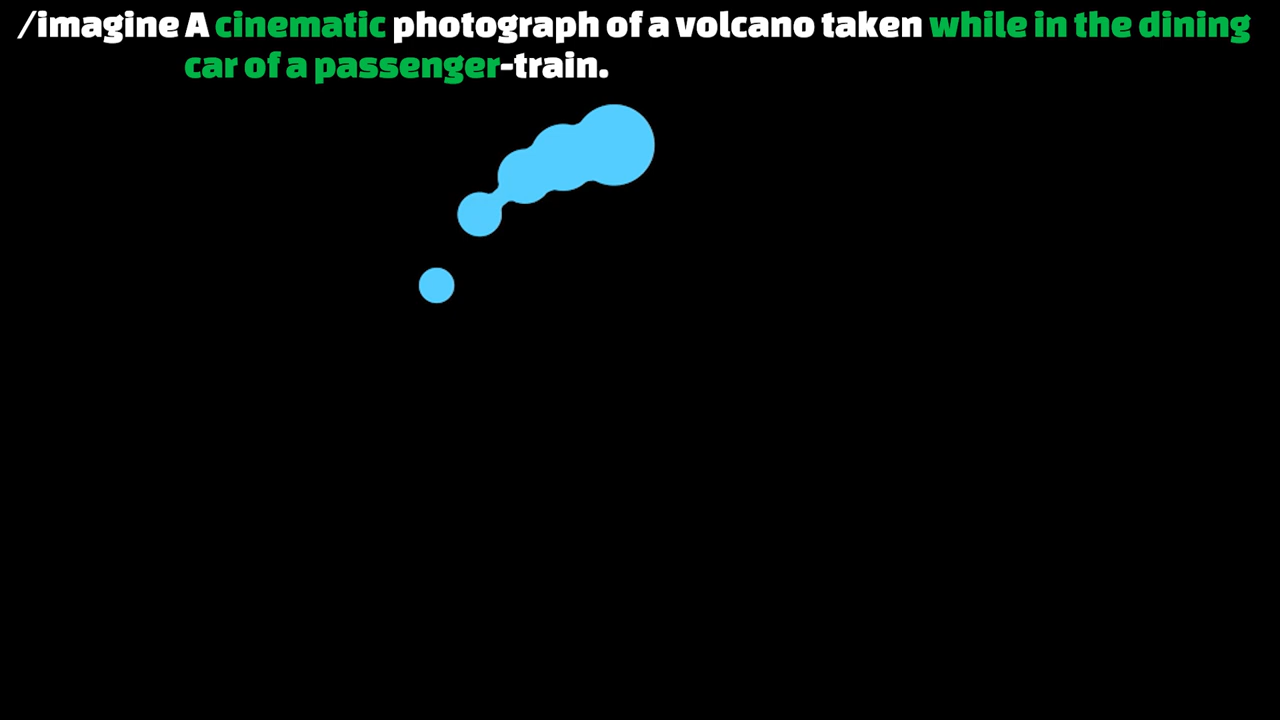 /imagine A cinematic photograph of a volcano taken while in the dining
car of a passenger-train.